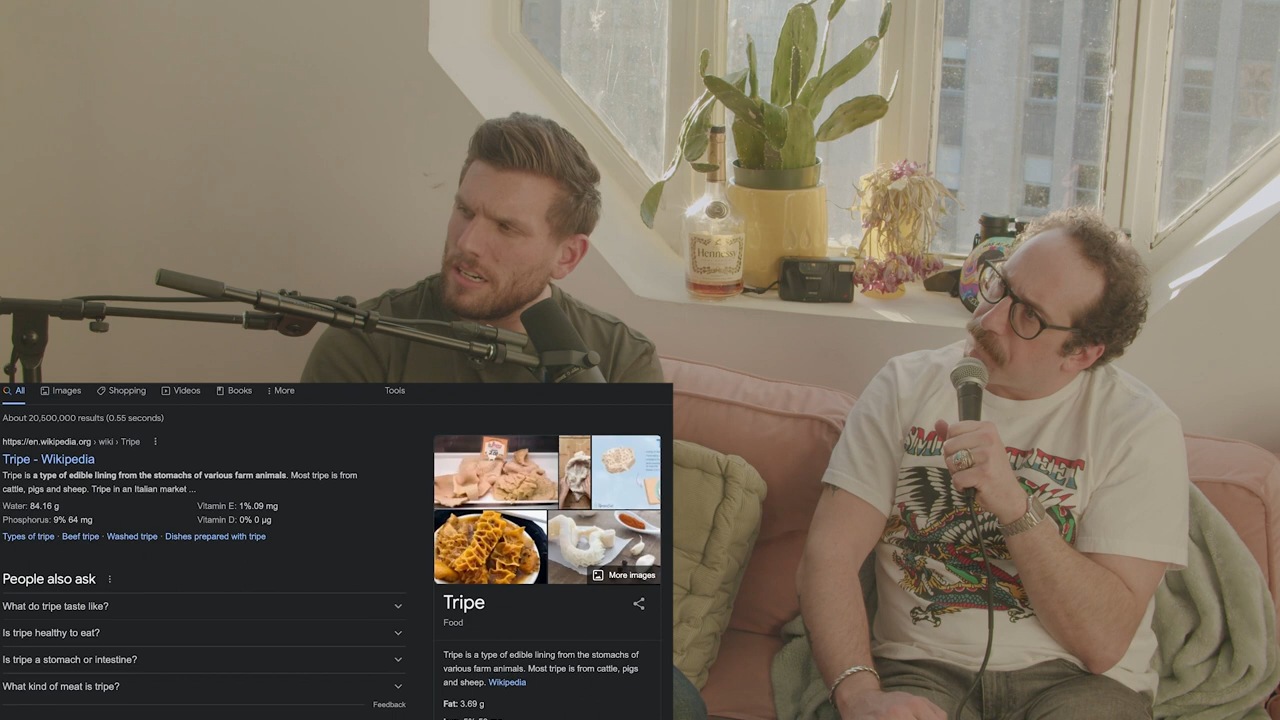 Hennessy
SMITH STREET
All
Images
Shopping
Videos
Books
More
Tools
About 20,500,000 results (0.55 seconds)
https://en.wikipedia.org › wiki › Tripe
Tripe - Wikipedia
Tripe is a type of edible lining from the stomachs of various farm animals. Most tripe is from
cattle, pigs and sheep. Tripe in an Italian market ...
Water: 84.16 g
Vitamin E: 1%.09 mg
Phosphorus: 9% 64 mg
Vitamin D: 0% 0 µg
Types of tripe · Beef tripe · Washed tripe · Dishes prepared with tripe
People also ask
What do tripe taste like?
Is tripe healthy to eat?
Is tripe a stomach or intestine?
What kind of meat is tripe?
Feedback
More images
Tripe
Food
Tripe is a type of edible lining from the stomachs of
various farm animals. Most tripe is from cattle, pigs
and sheep. Wikipedia
Fat: 3.69 g